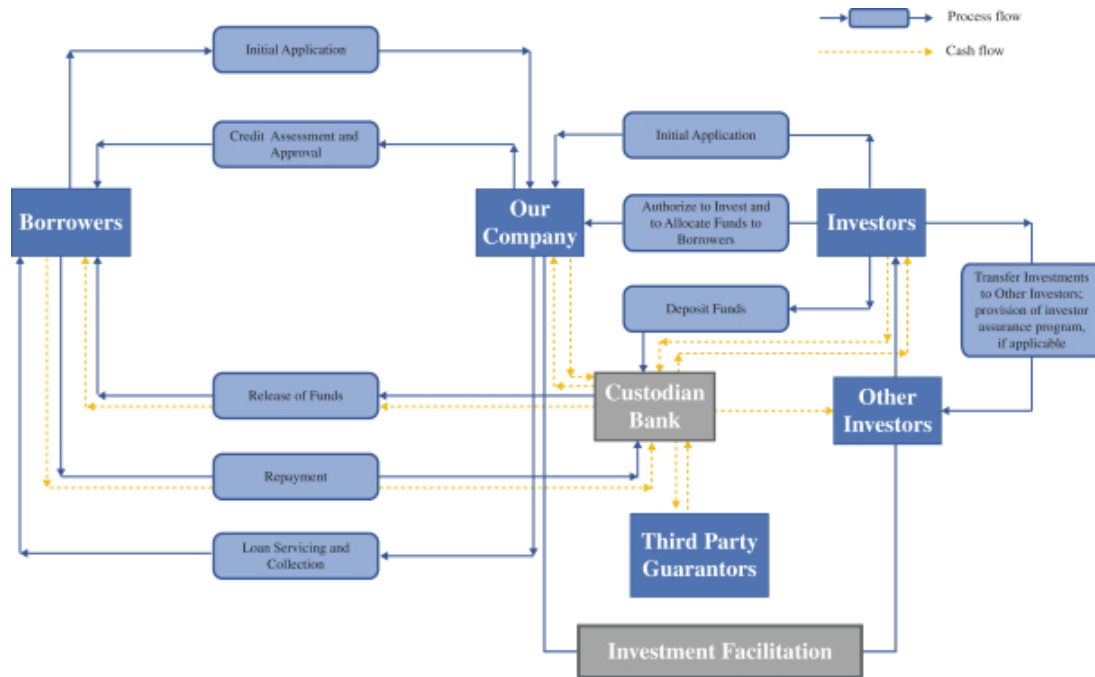 Process flow
Cash flow
Initial Application
Credit Assessment and
Approval
Initial Application
Borrowers
Our
Company
Authorize to Invest and
to Allocate Funds to
Borrowers
Investors
Transfer Investments
to Other Investors;
provision of investor
assurance program,
if applicable
Deposit Funds
Release of Funds
Custodian
Bank
Other
Investors
Repayment
Loan Servicing and
Collection
Third Party
Guarantors
Investment Facilitation